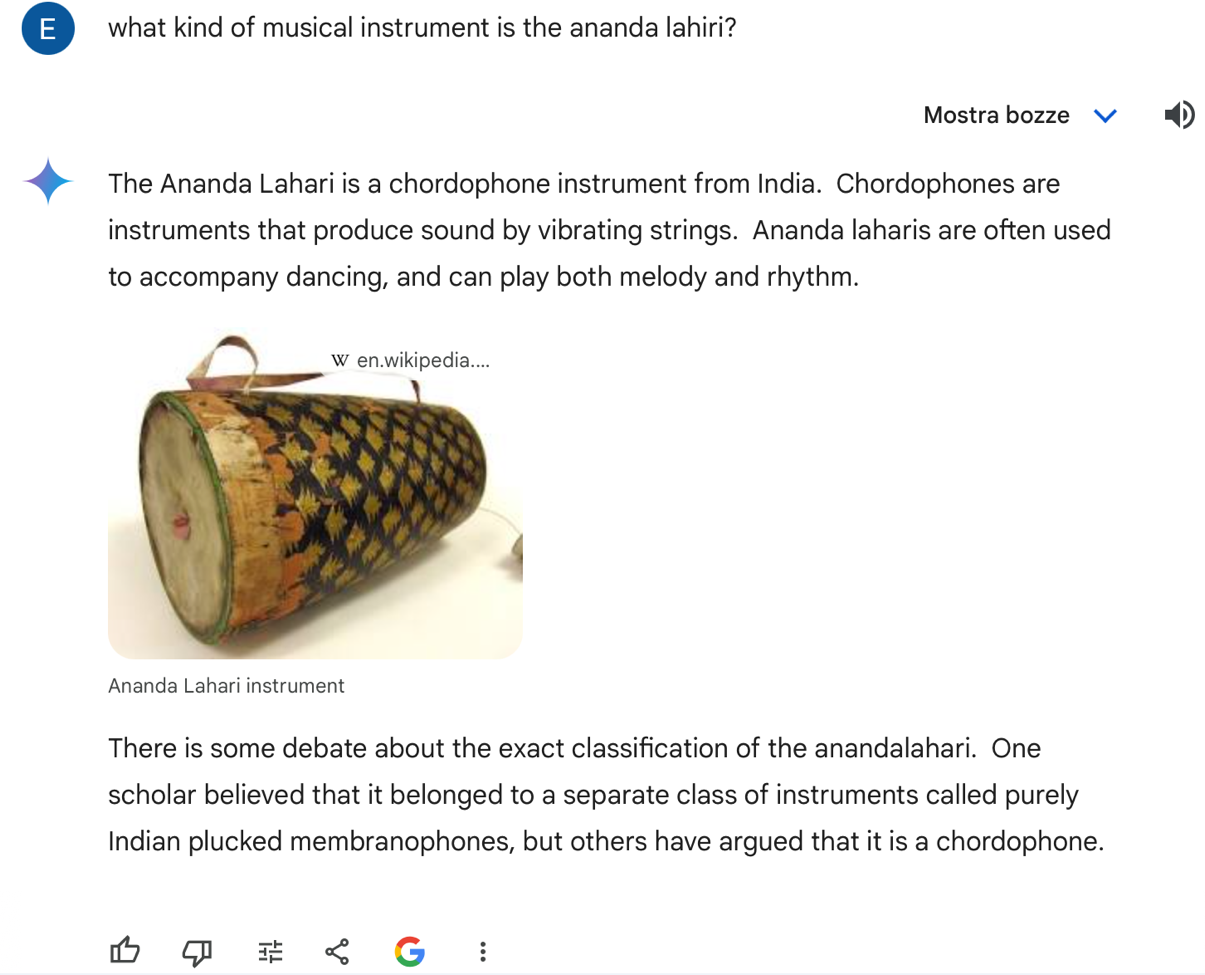 E
what kind of musical instrument is the ananda lahiri?
Mostra bozze
The Ananda Lahari is a chordophone instrument from India.  Chordophones are
instruments that produce sound by vibrating strings.  Ananda laharis are often used
to accompany dancing, and can play both melody and rhythm.
W en.wikipedia....
Ananda Lahari instrument
There is some debate about the exact classification of the anandalahari.  One
scholar believed that it belonged to a separate class of instruments called purely
Indian plucked membranophones, but others have argued that it is a chordophone.
G